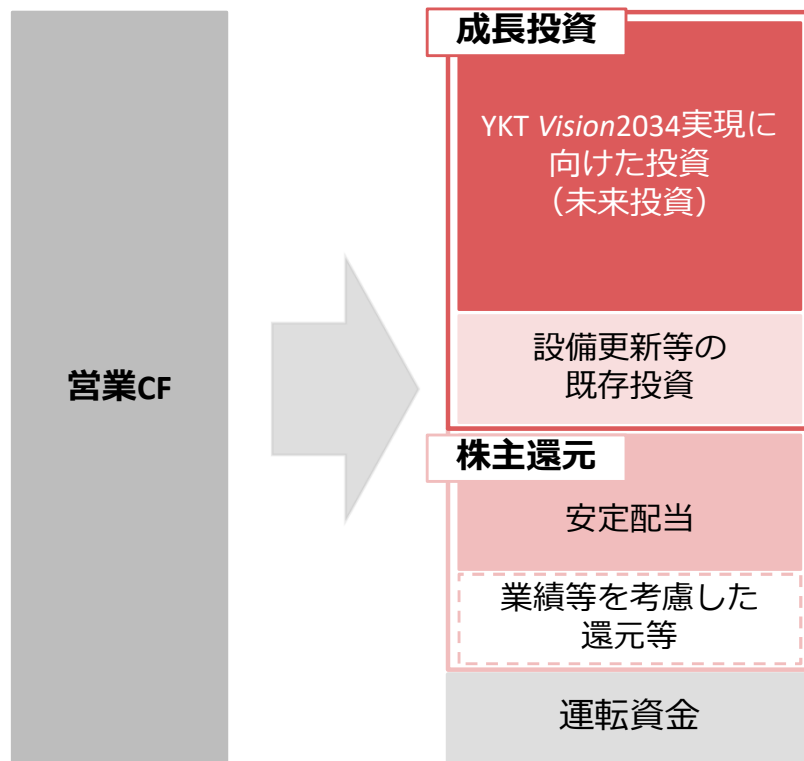 営業CF
成長投資
YKT Vision2034実現に
向けた投資
（未来投資）
設備更新等の
既存投資
株主還元
安定配当
業績等を考慮した
還元等
運転資金